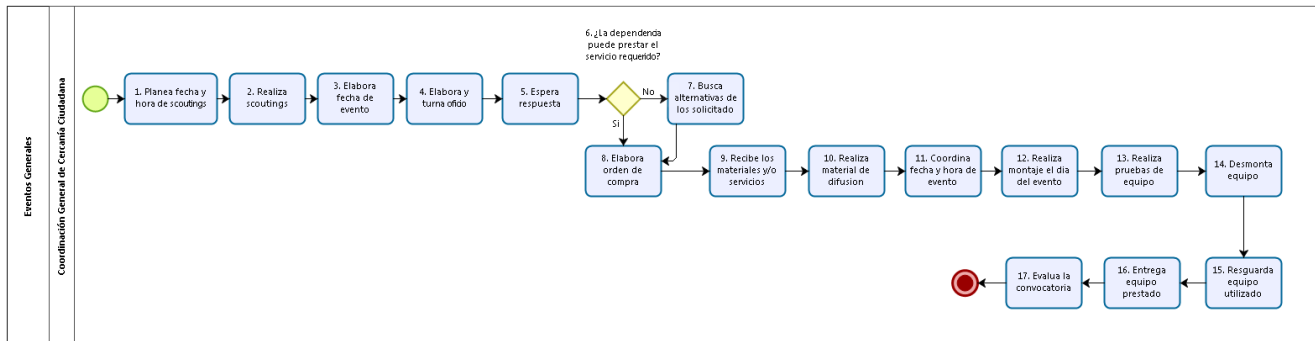 Eventos Generales
Coordinación General de Cercanía Ciudadana
1. Planea fecha y
hora de scoutings
2. Realiza
scoutings
3. Elabora
fecha de
evento
4. Elabora y
turna oficio
5. Espera
respuesta
6. ¿La dependencia
puede prestar el
servicio requerido?
No
Si
7. Busca
alternativas de
los solicitado
8. Elabora
orden de
compra
9. Recibe los
materiales y/o
servicios
10. Realiza
material de
difusion
11. Coordina
fecha y hora de
evento
12. Realiza
montaje el dia
del evento
13. Realiza
pruebas de
equipo
14. Desmonta
equipo
15. Resguarda
equipo
utilizado
16. Entrega
equipo
prestado
17. Evalua la
convocatoria